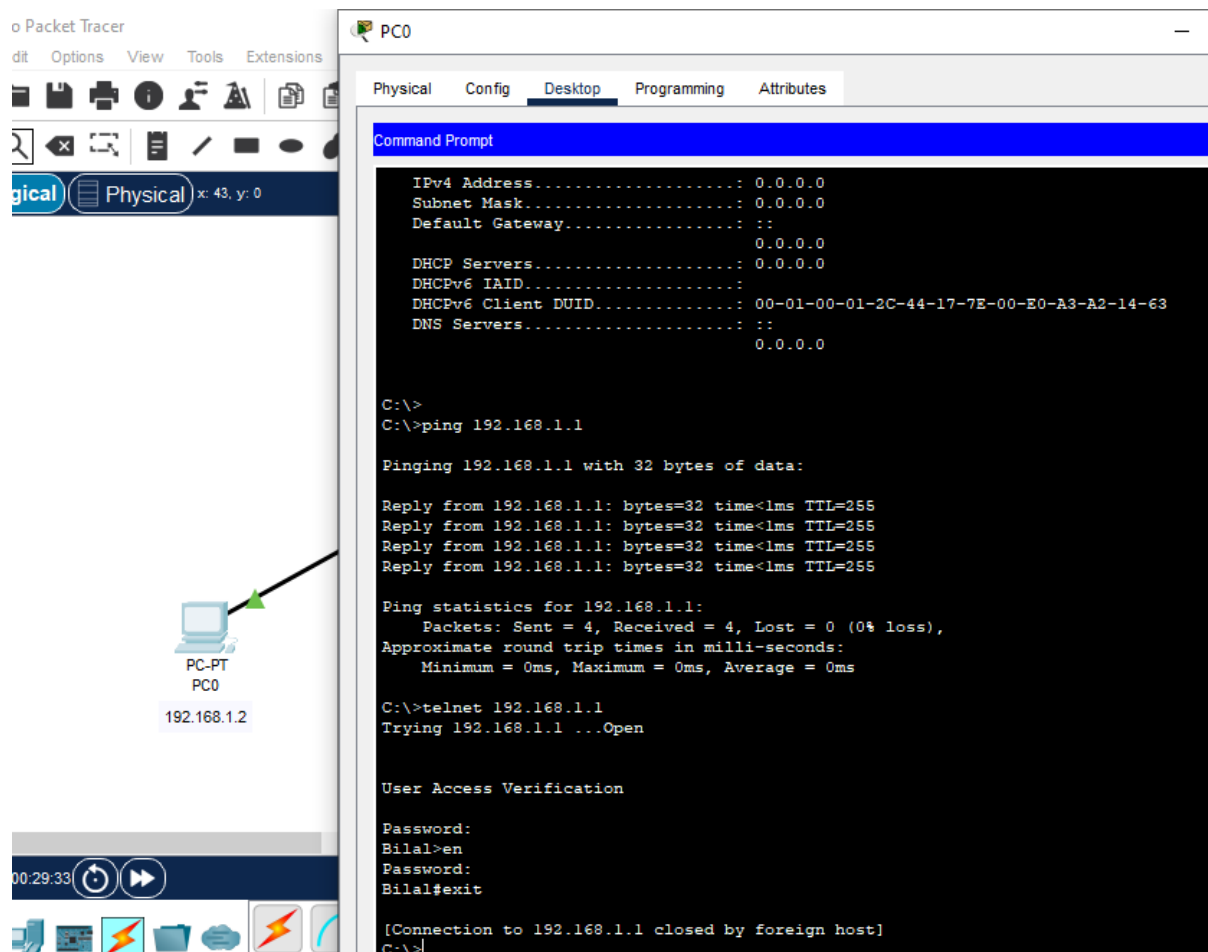 o Packet Tracer
dit Options View Tools Extensions
gical Physical x: 43, y: 0
PC-PT
PC0
192.168.1.2
00:29:33
PC0
Physical Config Desktop Programming Attributes
Command Prompt
IPv4 Address....................: 0.0.0.0
Subnet Mask.....................: 0.0.0.0
Default Gateway.................: ::
0.0.0.0
DHCP Servers....................: 0.0.0.0
DHCPv6 IAID.....................:
DHCPv6 Client DUID..............: 00-01-00-01-2C-44-17-7E-00-E0-A3-A2-14-63
DNS Servers.....................: ::
0.0.0.0
C:\>
C:\>ping 192.168.1.1
Pinging 192.168.1.1 with 32 bytes of data:
Reply from 192.168.1.1: bytes=32 time<1ms TTL=255
Reply from 192.168.1.1: bytes=32 time<1ms TTL=255
Reply from 192.168.1.1: bytes=32 time<1ms TTL=255
Reply from 192.168.1.1: bytes=32 time<1ms TTL=255
Ping statistics for 192.168.1.1:
Packets: Sent = 4, Received = 4, Lost = 0 (0% loss),
Approximate round trip times in milli-seconds:
Minimum = 0ms, Maximum = 0ms, Average = 0ms
C:\>telnet 192.168.1.1
Trying 192.168.1.1 ...Open
User Access Verification
Password:
Bilal>en
Password:
Bilal#exit
[Connection to 192.168.1.1 closed by foreign host]
C:\>